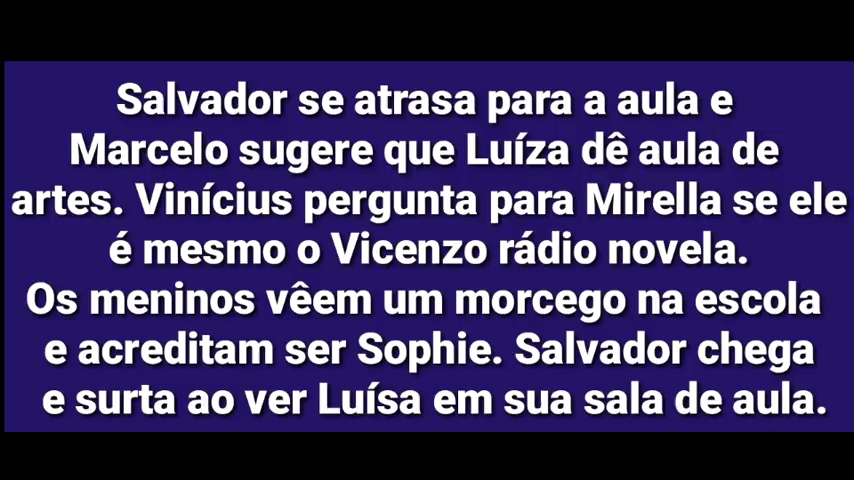 Salvador se atrasa para a aula e
Marcelo sugere que Luíza dê aula de
artes. Vinícius pergunta para Mirella se ele
é mesmo o Vicenzo rádio novela.
Os meninos vêem um morcego na escola
e acreditam ser Sophie. Salvador chega
e surta ao ver Luísa em sua sala de aula.